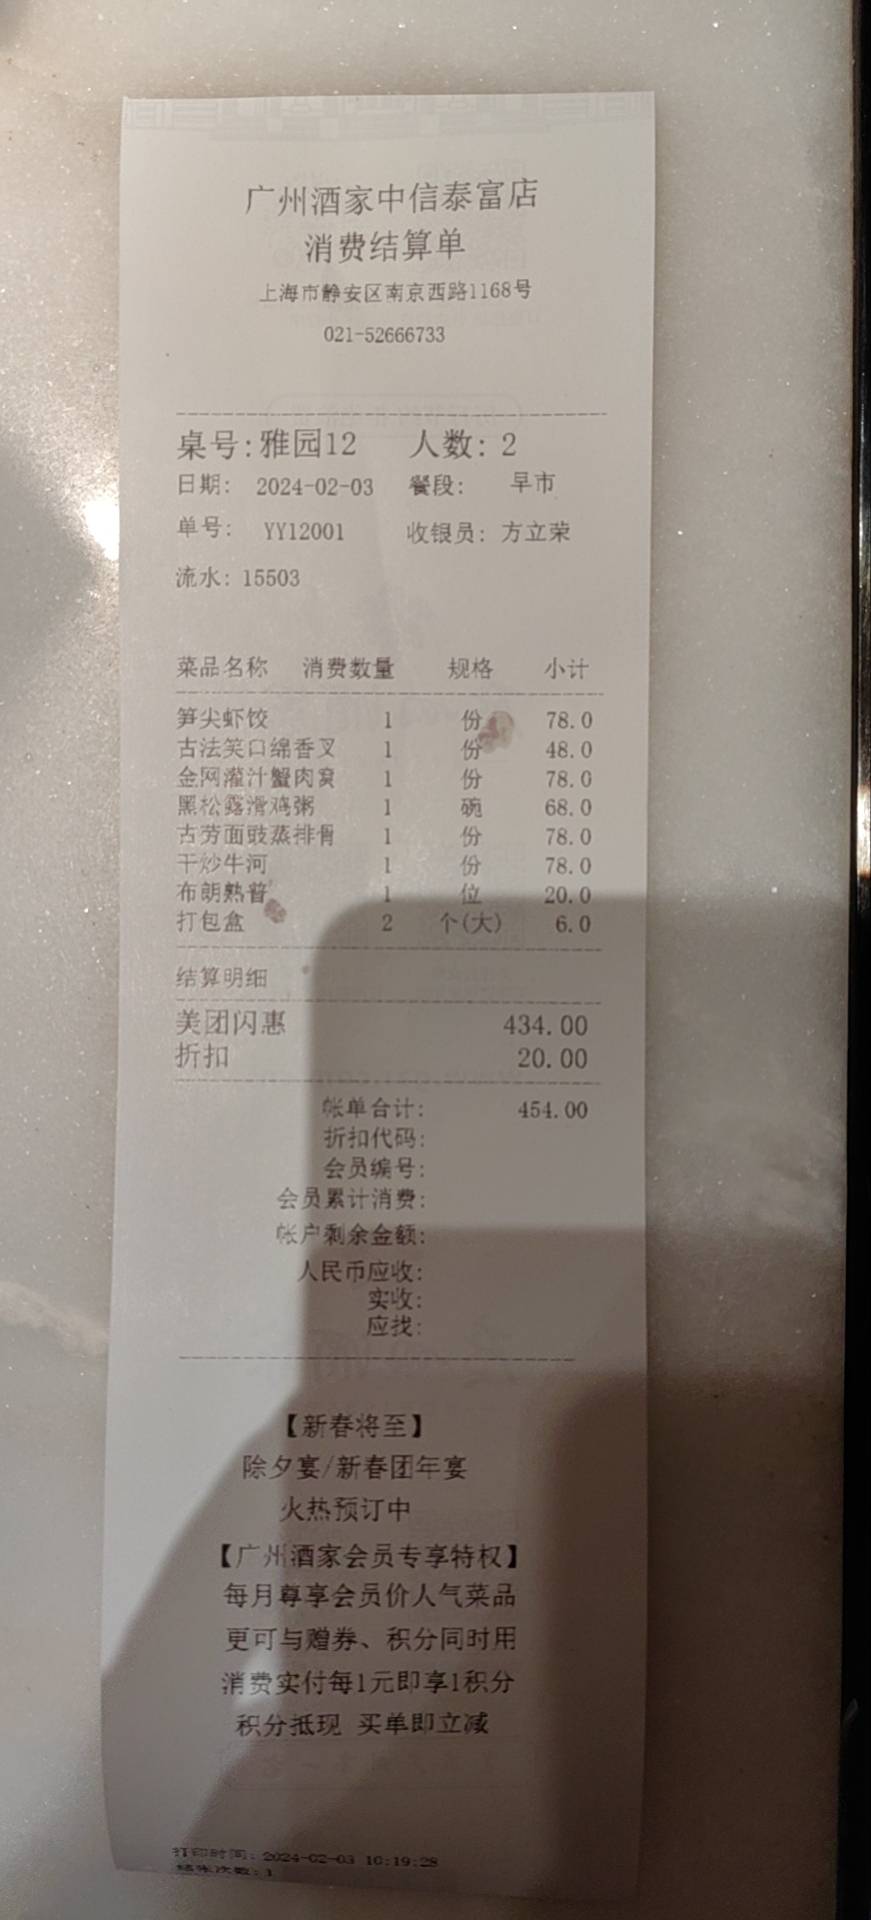 广州酒家中信泰富店
消费结算单
上海市静安区南京西路1168号
021-52666733
桌号:雅园12 人数: 2
日期: 2024-02-03 餐段: 早市
单号: YY12001 收银员: 方立荣
流水: 15503
菜品名称 消费数量 规格 小计
笋尖虾饺 1 份 78.0
古法笑口绵香叉 1 份 48.0
金网灌汁蟹肉窝 1 份 78.0
黑松露滑鸡粥 1 碗 68.0
古劳面豉蒸排骨 1 份 78.0
干炒牛河 1 份 78.0
布朗熟普 1 位 20.0
打包盒 2 个(大) 6.0
结算明细
美团闪惠 434.00
折扣 20.00
帐单合计: 454.00
折扣代码:
会员编号:
会员累计消费:
帐户剩余金额:
人民币应收:
实收:
应找:
【新春将至】
除夕宴/新春团年宴
火热预订中
【广州酒家会员专享特权】
每月尊享会员价人气菜品
更可与赠券、积分同时用
消费实付每1元即享1积分
积分抵现 买单即立减
打印时间: 2024-02-03 10:19:28
结账次数: 1